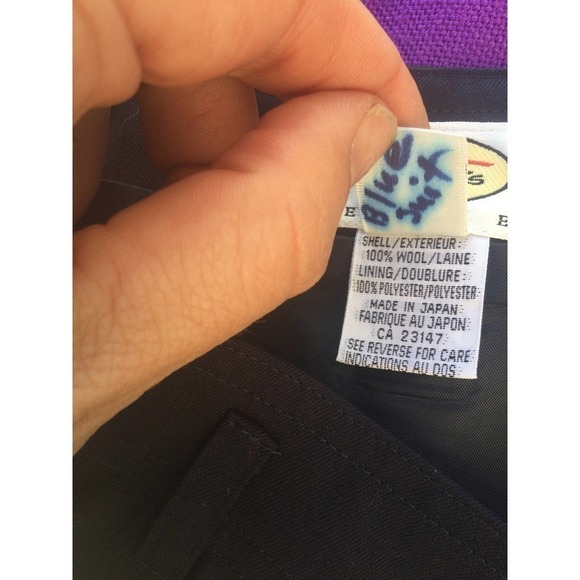 Blue
Suit
's
E
E
SHELL/EXTERIEUR:
100% WOOL/LAINE
LINING/DOUBLURE:
100% POLYESTER/POLYESTER
MADE IN JAPAN
FABRIQUE AU JAPON
CA 23147
SEE REVERSE FOR CARE
INDICATIONS AU DOS